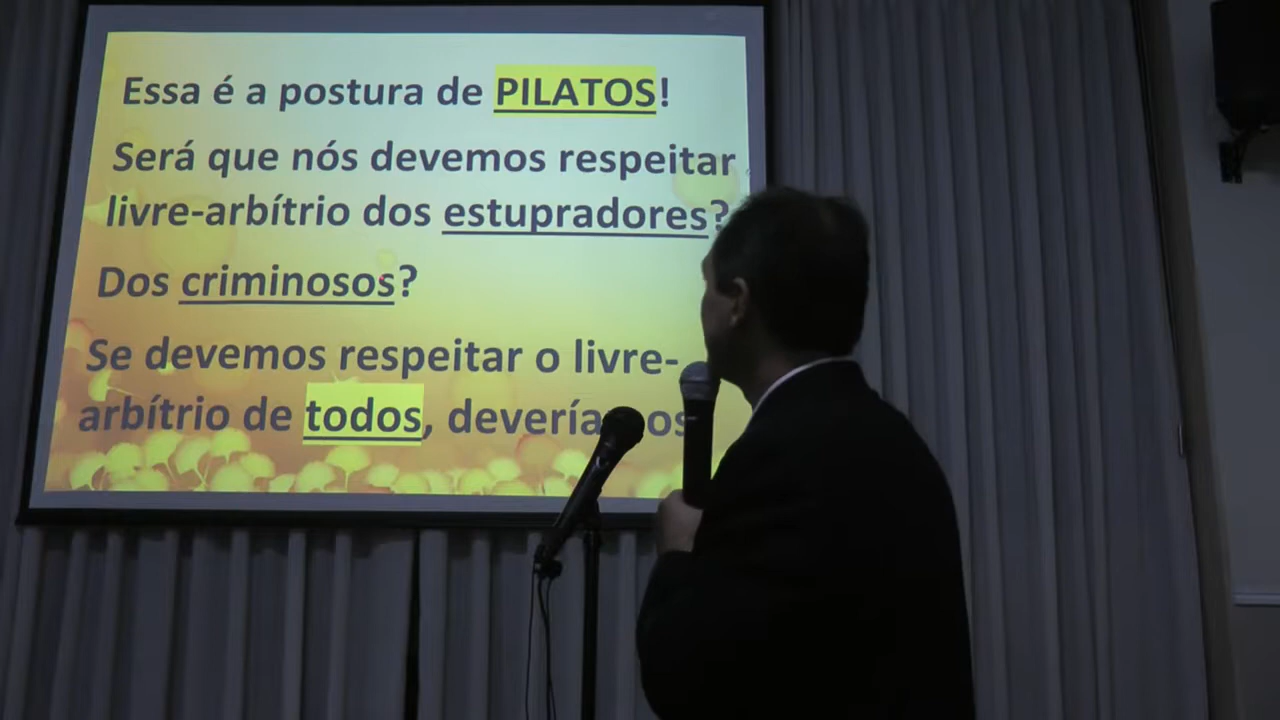 Essa é a postura de PILATOS!
Será que nós devemos respeitar
livre-arbítrio dos estupradores?
Dos criminosos?
Se devemos respeitar o livre-
arbítrio de todos,